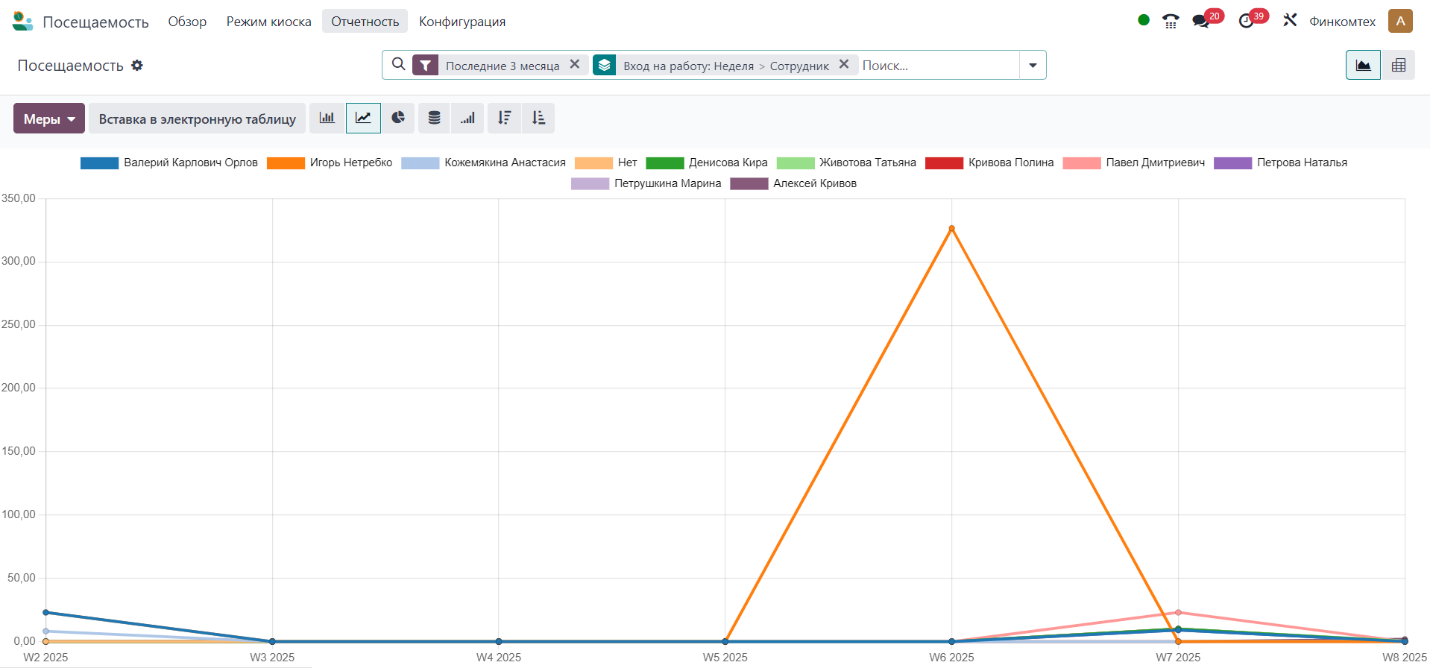 Посещаемость Обзор Режим киоска Отчетность Конфигурация 20 39 Финкомтех A
Посещаемость Последние 3 месяца Вход на работу: Неделя > Сотрудник Поиск...
Меры Вставка в электронную таблицу
Валерий Карлович Орлов Игорь Нетребко Кожемякина Анастасия Нет Денисова Кира Животова Татьяна Кривова Полина Павел Дмитриевич Петрова Наталья
Петрушкина Марина Алексей Кривов
350,00
300,00
250,00
200,00
150,00
100,00
50,00
0,00
W2 2025 W3 2025 W4 2025 W5 2025 W6 2025 W7 2025 W8 2025